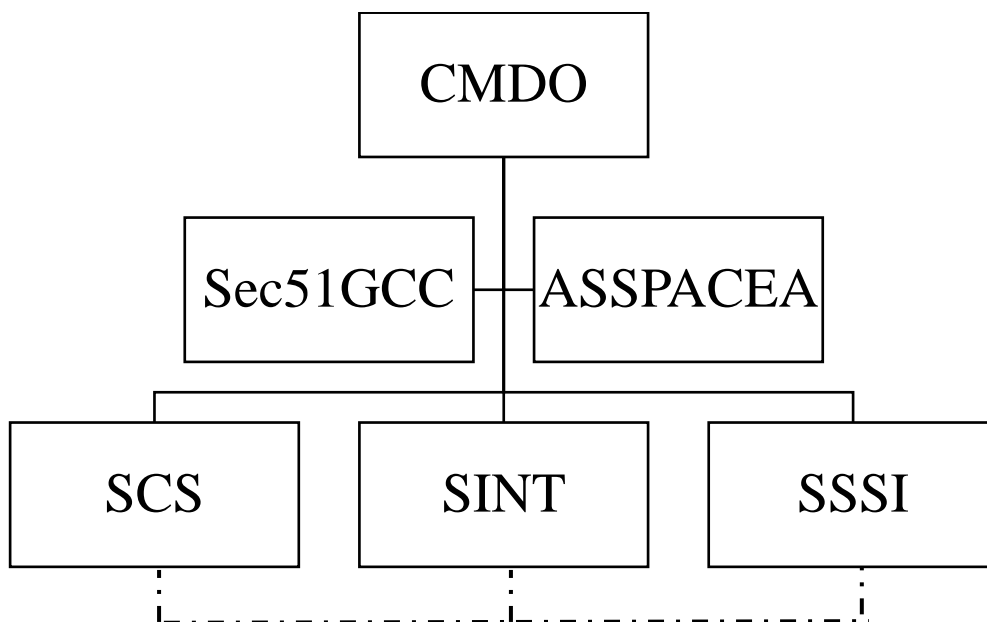 CMDO
Sec51GCC
ASSPACEA
SCS
SINT
SSSI